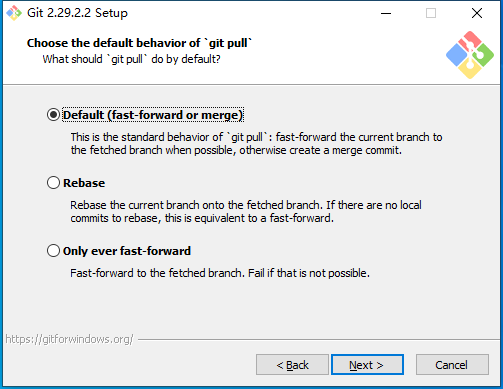 Git 2.29.2.2 Setup
Choose the default behavior of `git pull`
What should `git pull` do by default?
Default (fast-forward or merge)
This is the standard behavior of `git pull`: fast-forward the current branch to
the fetched branch when possible, otherwise create a merge commit.
Rebase
Rebase the current branch onto the fetched branch. If there are no local
commits to rebase, this is equivalent to a fast-forward.
Only ever fast-forward
Fast-forward to the fetched branch. Fail if that is not possible.
https://gitforwindows.org/
< Back
Next >
Cancel